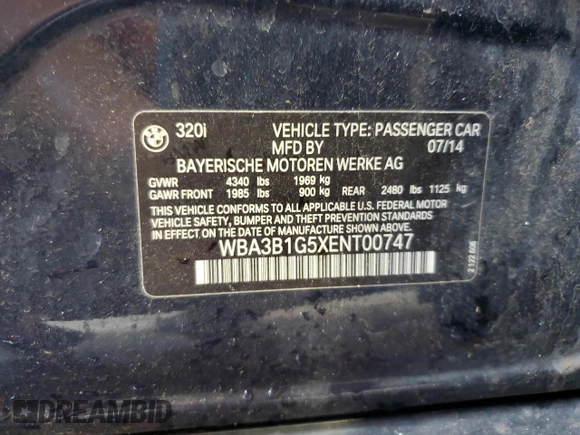 BMW
320i VEHICLE TYPE: PASSENGER CAR
MFD BY 07/14
BAYERISCHE MOTOREN WERKE AG
GVWR 4340 lbs 1969 kg
GAWR FRONT 1985 lbs 900 kg REAR 2480 lbs 1125 kg
THIS VEHICLE CONFORMS TO ALL APPLICABLE U.S. FEDERAL MOTOR
VEHICLE SAFETY, BUMPER AND THEFT PREVENTION STANDARDS
IN EFFECT ON THE DATE OF MANUFACTURE SHOWN ABOVE.
WBA3B1G5XENT00747
DREAMBID